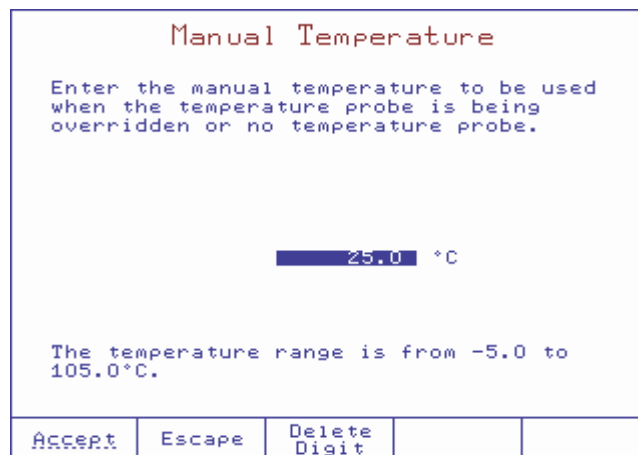 Manual Temperature
Enter the manual temperature to be used
when the temperature probe is being
overridden or no temperature probe.
25.0 °C
The temperature range is from -5.0 to
105.0°C.
Accept Escape Delete Digit